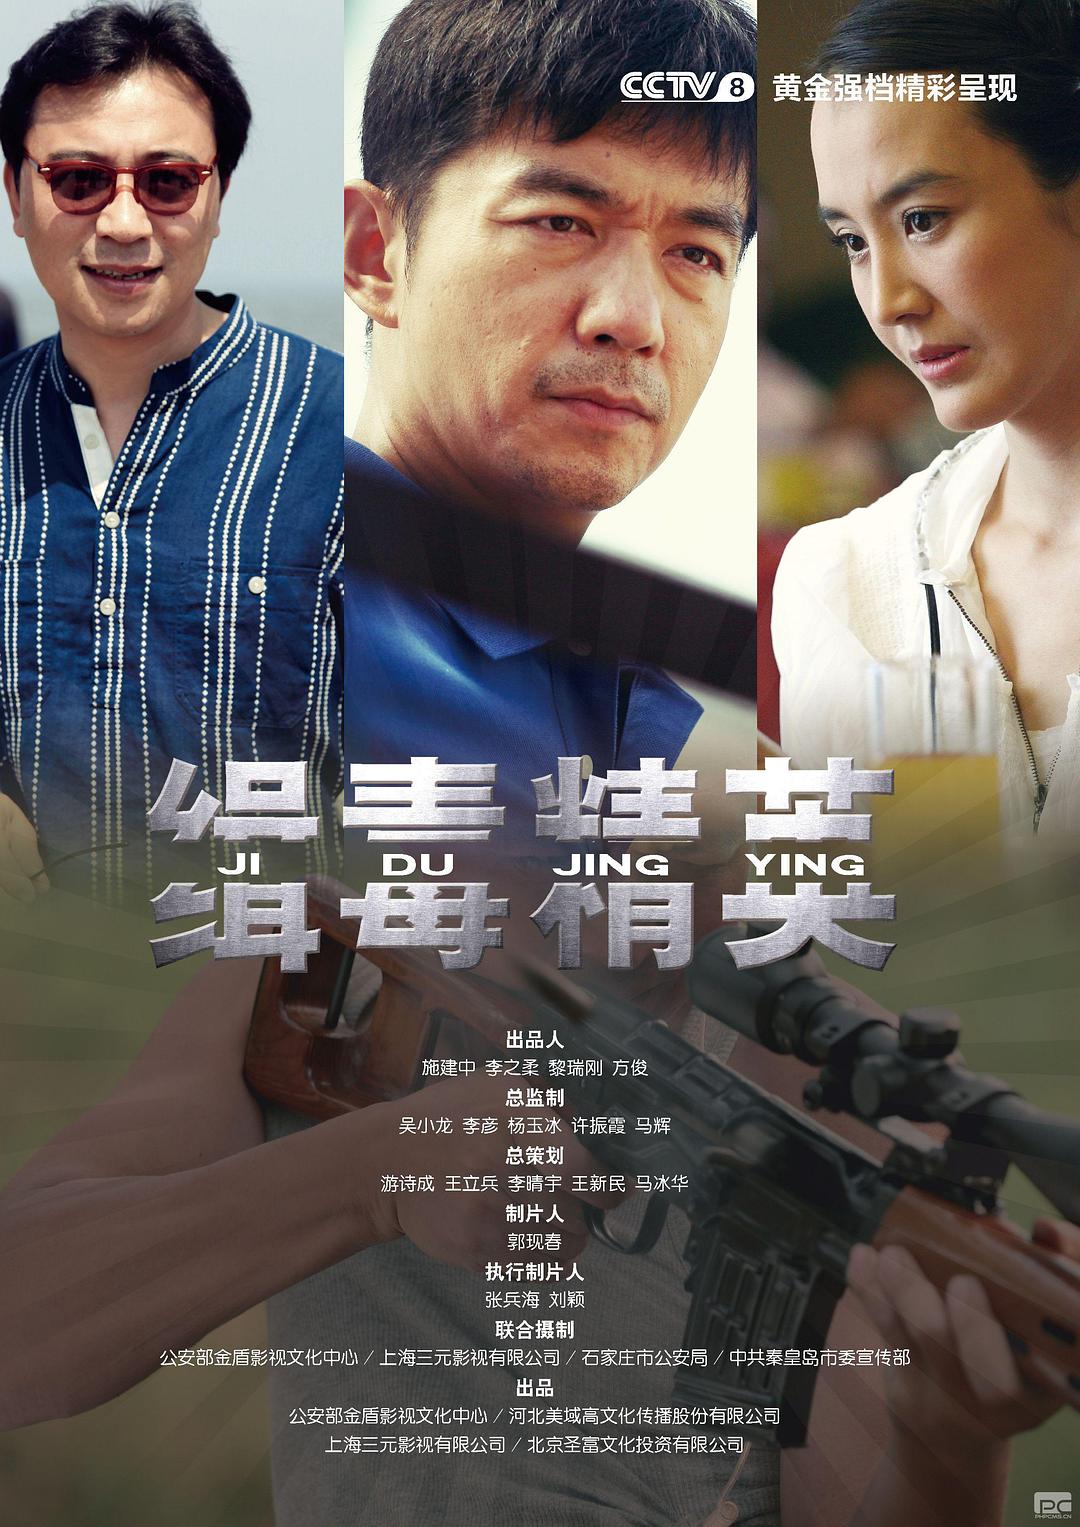 CCTV 8 黄金强档精彩呈现
缉毒精英
JI DU JING YING
出品人
施建中 李之柔 黎瑞刚 方俊
总监制
吴小龙 李彦 杨玉冰 许振霞 马辉
总策划
游诗成 王立兵 李晴宇 王新民 马冰华
制片人
郭现春
执行制片人
张兵海 刘颖
联合摄制
公安部金盾影视文化中心 / 上海三元影视有限公司 / 石家庄市公安局 / 中共秦皇岛市委宣传部
出品
公安部金盾影视文化中心 / 河北美域高文化传播股份有限公司
上海三元影视有限公司 / 北京圣富文化投资有限公司
PC
PHPCMS.CN